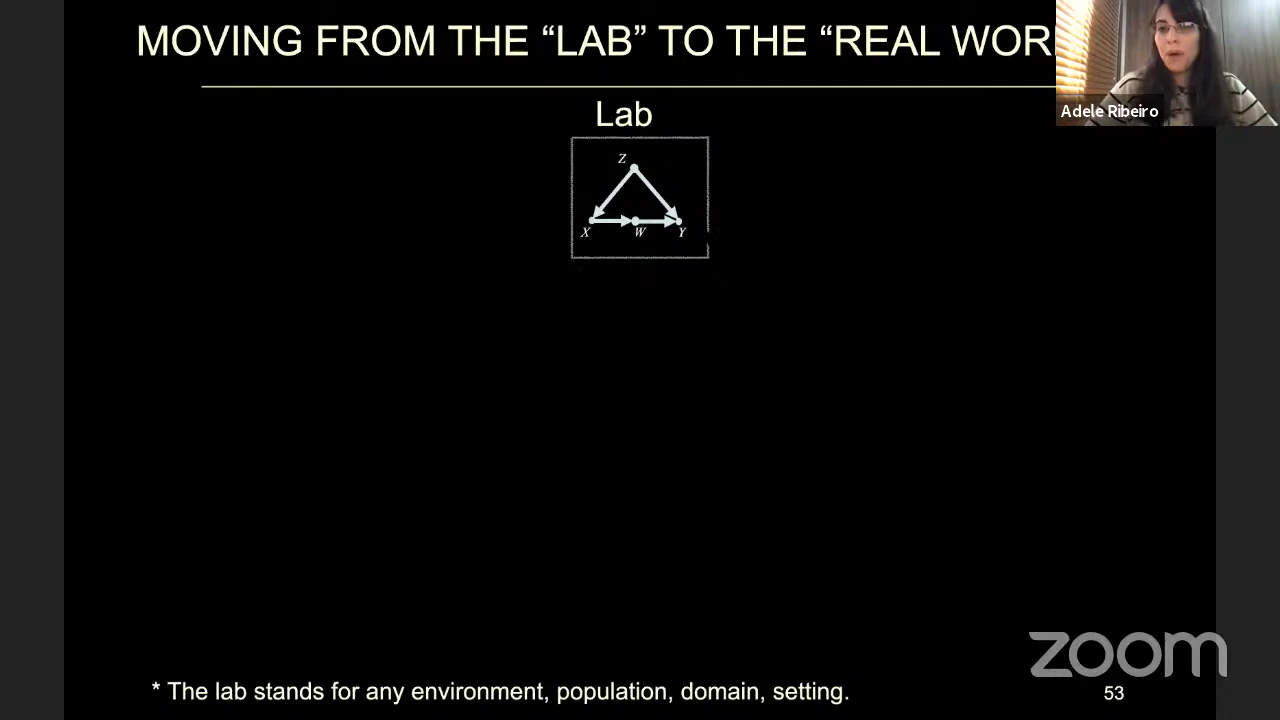 MOVING FROM THE “LAB” TO THE “REAL WOR
Adele Ribeiro
Lab
Z
X W Y
zoom
* The lab stands for any environment, population, domain, setting.
53